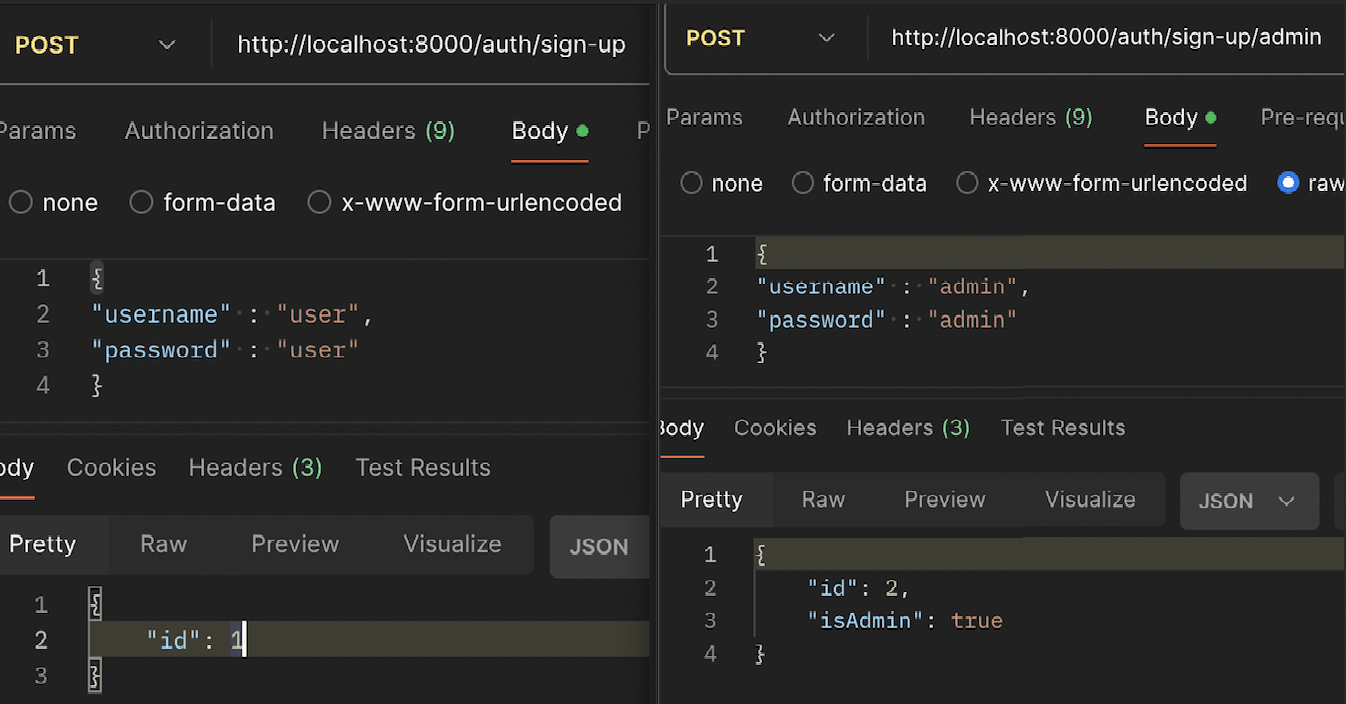 POST http://localhost:8000/auth/sign-up
Params Authorization Headers (9) Body P
none form-data x-www-form-urlencoded
1 {
2 "username" : "user",
3 "password" : "user"
4 }
ody Cookies Headers (3) Test Results
Pretty Raw Preview Visualize JSON
1 {
2 "id": 1
3 }
POST http://localhost:8000/auth/sign-up/admin
Params Authorization Headers (9) Body Pre-requ
none form-data x-www-form-urlencoded raw
1 {
2 "username" : "admin",
3 "password" : "admin"
4 }
Body Cookies Headers (3) Test Results
Pretty Raw Preview Visualize JSON
1 {
2 "id": 2,
3 "isAdmin": true
4 }